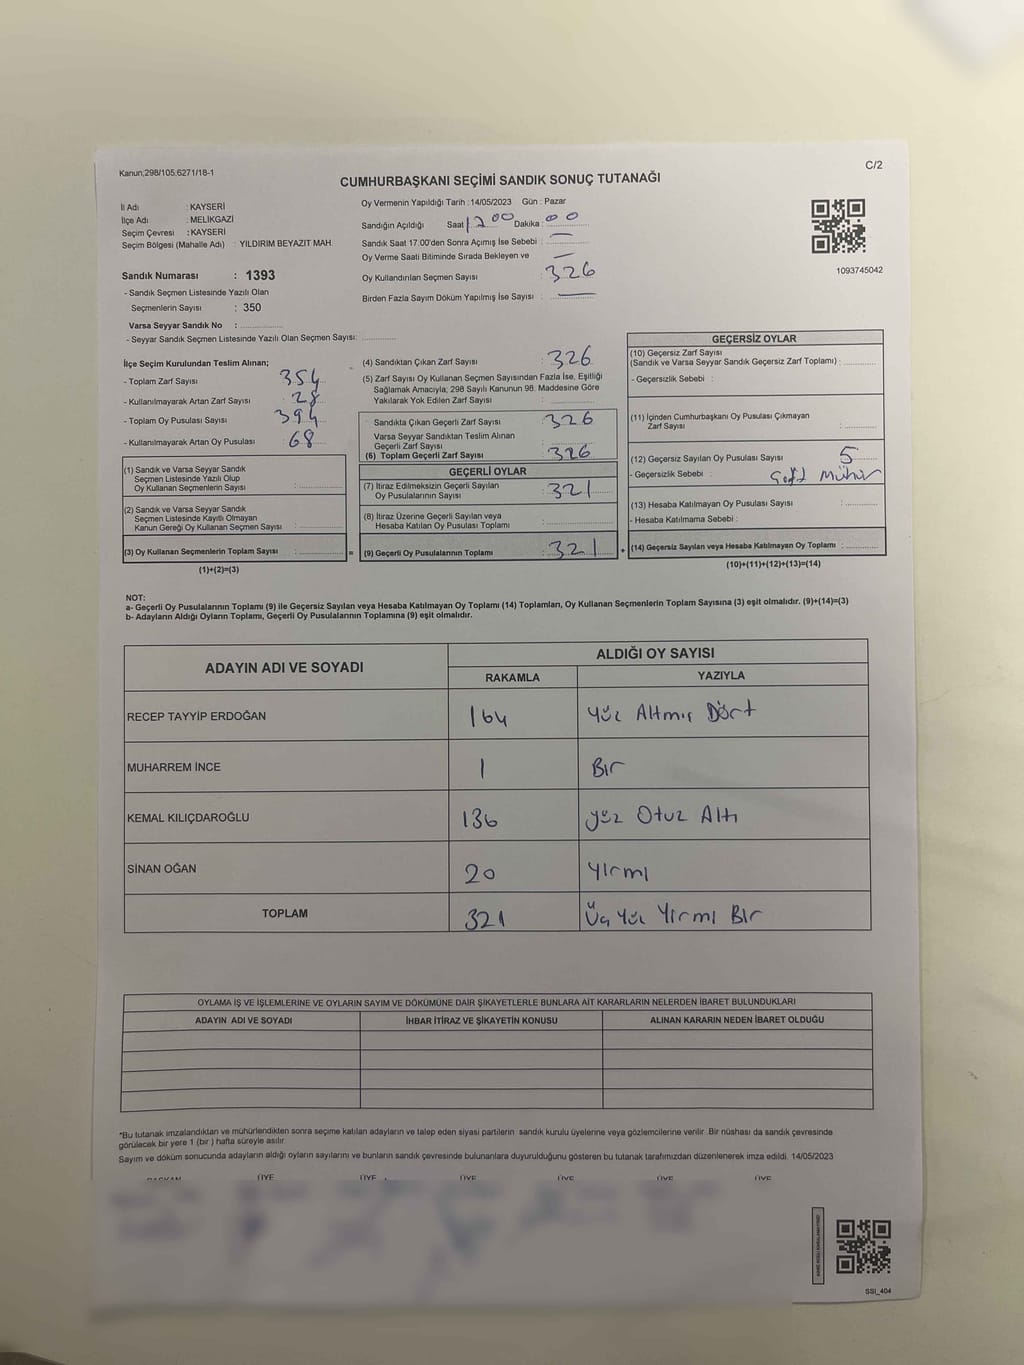 Kanun,298/105,6271/18-1
C/2
CUMHURBAŞKANI SEÇİMİ SANDIK SONUÇ TUTANAĞI
İl Adı : KAYSERİ
İlçe Adı : MELİKGAZİ
Seçim Çevresi : KAYSERİ
Seçim Bölgesi (Mahalle Adı) : YILDIRIM BEYAZIT MAH.
Sandık Numarası : 1393
- Sandık Seçmen Listesinde Yazılı Olan
Seçmenlerin Sayısı : 350
Varsa Seyyar Sandık No :
- Seyyar Sandık Seçmen Listesinde Yazılı Olan Seçmen Sayısı:
Oy Vermenin Yapıldığı Tarih :14/05/2023 Gün : Pazar
Sandığın Açıldığı Saat 1200 Dakika : 00
Sandık Saat 17:00'den Sonra Açımış İse Sebebi : —
Oy Verme Saati Bitiminde Sırada Bekleyen ve —
Oy Kullandırılan Seçmen Sayısı : 326
Birden Fazla Sayım Döküm Yapılmış İse Sayısı : —
1093745042
İlçe Seçim Kurulundan Teslim Alınan;
- Toplam Zarf Sayısı 354
- Kullanılmayarak Artan Zarf Sayısı : 28
- Toplam Oy Pusulası Sayısı : 394
- Kullanılmayarak Artan Oy Pusulası : 68
(1) Sandık ve Varsa Seyyar Sandık
Seçmen Listesinde Yazılı Olup
Oy Kullanan Seçmenlerin Sayısı :
(2) Sandık ve Varsa Seyyar Sandık
Seçmen Listesinde Kayıtlı Olmayan
Kanun Gereği Oy Kullanan Seçmen Sayısı :
(3) Oy Kullanan Seçmenlerin Toplam Sayısı : =
(1)+(2)=(3)
(4) Sandıktan Çıkan Zarf Sayısı : 326
(5) Zarf Sayısı Oy Kullanan Seçmen Sayısından Fazla İse, Eşitliği
Sağlamak Amacıyla; 298 Sayılı Kanunun 98. Maddesine Göre
Yakılarak Yok Edilen Zarf Sayısı :
Sandıkta Çıkan Geçerli Zarf Sayısı : 326
Varsa Seyyar Sandıktan Teslim Alınan
Geçerli Zarf Sayısı :
(6) Toplam Geçerli Zarf Sayısı : 326
GEÇERLİ OYLAR
(7) İtiraz Edilmeksizin Geçerli Sayılan
Oy Pusulalarının Sayısı : 321
(8) İtiraz Üzerine Geçerli Sayılan veya
Hesaba Katılan Oy Pusulası Toplamı :
(9) Geçerli Oy Pusulalarının Toplamı : 321 +
GEÇERSİZ OYLAR
(10) Geçersiz Zarf Sayısı
(Sandık ve Varsa Seyyar Sandık Geçersiz Zarf Toplamı) :
- Geçersizlik Sebebi :
(11) İçinden Cumhurbaşkanı Oy Pusulası Çıkmayan
Zarf Sayısı :
(12) Geçersiz Sayılan Oy Pusulası Sayısı : 5
- Geçersizlik Sebebi : Mühür
(13) Hesaba Katılmayan Oy Pusulası Sayısı :
- Hesaba Katılmama Sebebi :
(14) Geçersiz Sayılan veya Hesaba Katılmayan Oy Toplamı :
(10)+(11)+(12)+(13)=(14)
NOT:
a- Geçerli Oy Pusulalarının Toplamı (9) ile Geçersiz Sayılan veya Hesaba Katılmayan Oy Toplamı (14) Toplamları, Oy Kullanan Seçmenlerin Toplam Sayısına (3) eşit olmalıdır. (9)+(14)=(3)
b- Adayların Aldığı Oyların Toplamı, Geçerli Oy Pusulalarının Toplamına (9) eşit olmalıdır.
ADAYIN ADI VE SOYADI ALDIĞI OY SAYISI
RAKAMLA YAZIYLA
RECEP TAYYİP ERDOĞAN 164 Yüz Altmış Dört
MUHARREM İNCE 1 Bir
KEMAL KILIÇDAROĞLU 136 Yüz Otuz Altı
SİNAN OĞAN 20 Yirmi
TOPLAM 321 Üç Yüz Yirmi Bir
OYLAMA İŞ VE İŞLEMLERİNE VE OYLARIN SAYIM VE DÖKÜMÜNE DAİR ŞİKAYETLERLE BUNLARA AİT KARARLARIN NELERDEN İBARET BULUNDUKLARI
ADAYIN ADI VE SOYADI İHBAR İTİRAZ VE ŞİKAYETİN KONUSU ALINAN KARARIN NEDEN İBARET OLDUĞU
*Bu tutanak imzalandıktan ve mühürlendikten sonra seçime katılan adayların ve talep eden siyasi partilerin sandık kurulu üyelerine veya gözlemcilerine verilir. Bir nüshası da sandık çevresinde
görülecek bir yere 1 (bir ) hafta süreyle asılır.
Sayım ve döküm sonucunda adayların aldığı oyların sayılarını ve bunların sandık çevresinde bulunanlara duyurulduğunu gösteren bu tutanak tarafımızdan düzenlenerek imza edildi. 14/05/2023
BAŞKAN ÜYE ÜYE ÜYE ÜYE ÜYE ÜYE
SSI_404